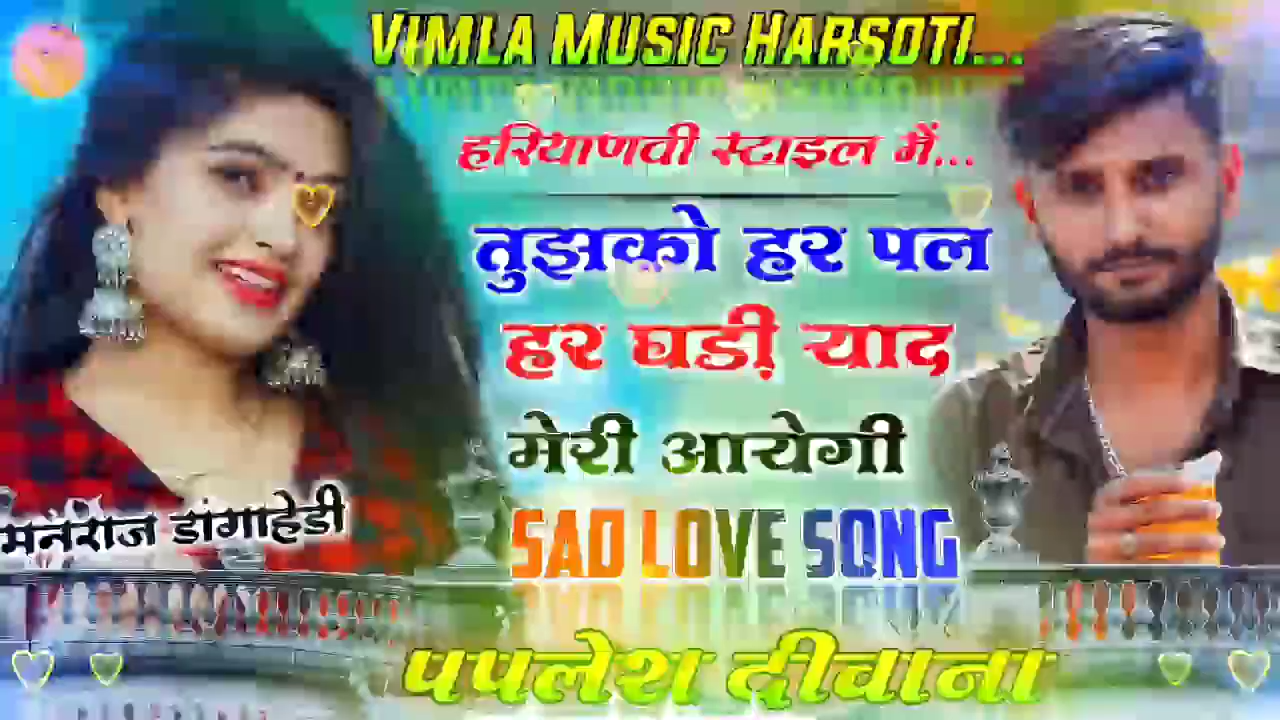 VIMLA MUSIC HARSOTI...
हरियाणवी स्टाइल मैं...
तुझको हर पल
हर घडी़ याद
मेरी आयेगी
मनराज डांगाहेडी
SAD LOVE SONG
पपलेश दीवाना